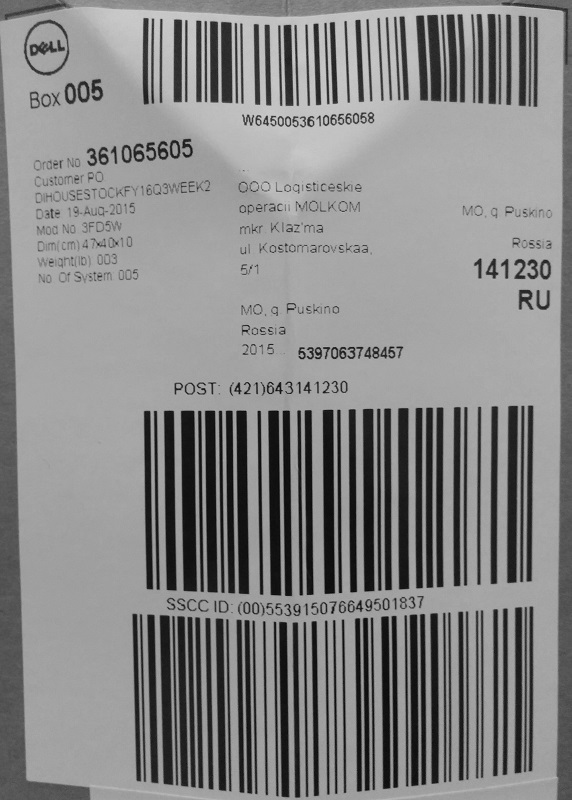 DELL
Box 005
W6450053610656058
Order No 361065605
Customer PO
DIHOUSESTOCKFY16Q3WEEK2
Date 19-Aug-2015
Mod No. 3FD5W
Dim(cm) 47x40x10
Weight(lb) 003
No. Of System 005
OOO Logisticeskie
operacii MOLKOM
mkr. Klaz'ma
ul. Kostomarovskaa,
5/1
MO, q. Puskino
Rossia
2015... 5397063748457
MO, q. Puskino
Rossia
141230
RU
POST: (421)643141230
SSCC ID: (00)553915076649501837